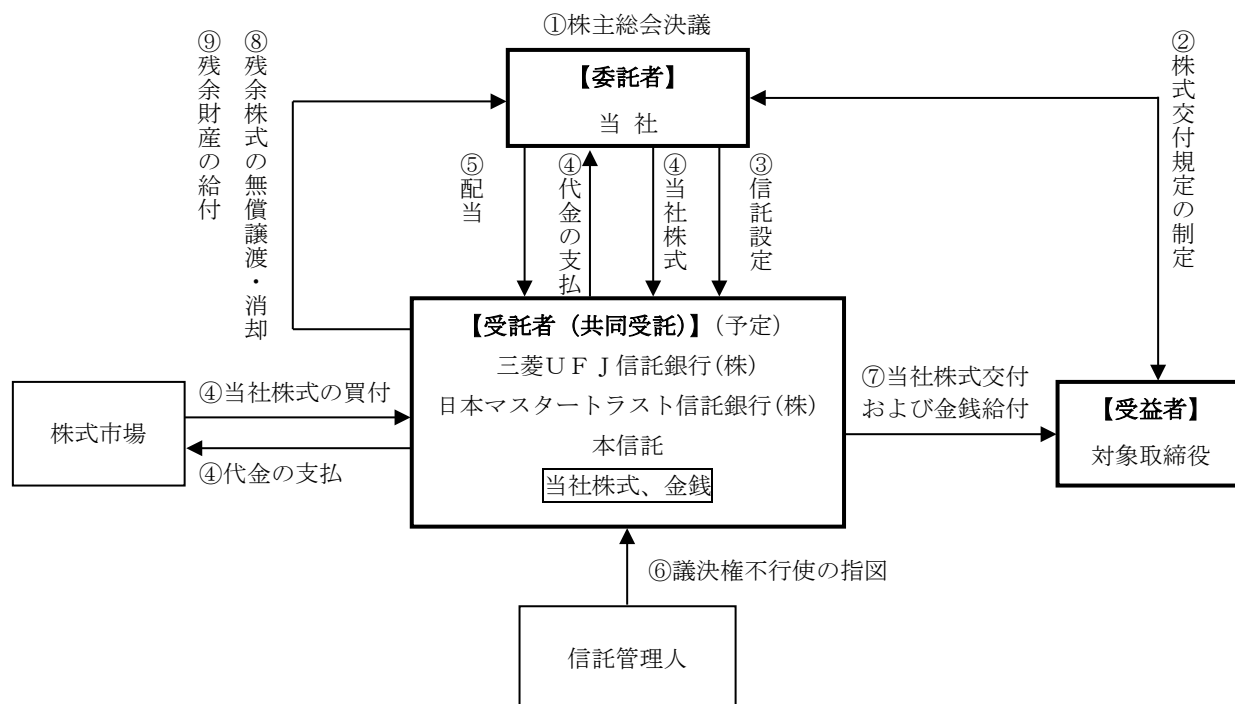 ①株主総会決議
【委託者】
当 社
②株式交付規定の制定
⑨残余財産の給付
⑧残余株式の無償譲渡・消却
⑤配当
④代金の支払
④当社株式
③信託設定
【受託者（共同受託）】(予定)
三菱ＵＦＪ信託銀行(株)
日本マスタートラスト信託銀行(株)
本信託
当社株式、金銭
④当社株式の買付
株式市場
④代金の支払
⑦当社株式交付
および金銭給付
【受益者】
対象取締役
⑥議決権不行使の指図
信託管理人